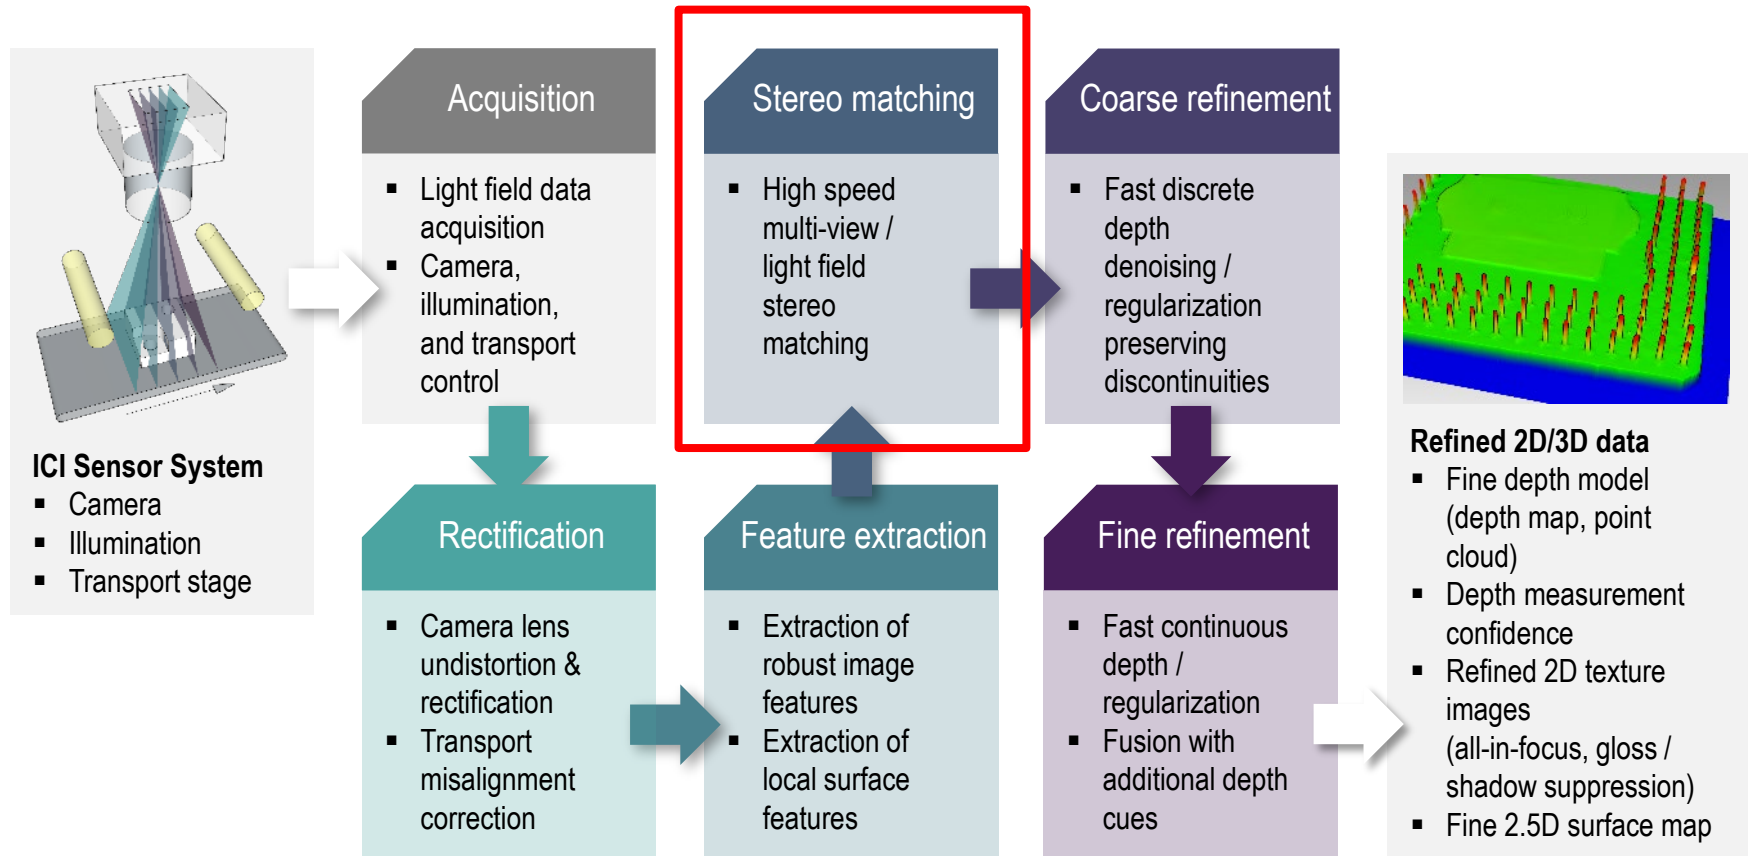 ICI Sensor System
▪ Camera
▪ Illumination
▪ Transport stage
Acquisition
▪ Light field data
acquisition
▪ Camera,
illumination,
and transport
control
Rectification
▪ Camera lens
undistortion &
rectification
▪ Transport
misalignment
correction
Feature extraction
▪ Extraction of
robust image
features
▪ Extraction of
local surface
features
Stereo matching
▪ High speed
multi-view /
light field
stereo
matching
Coarse refinement
▪ Fast discrete
depth
denoising /
regularization
preserving
discontinuities
Fine refinement
▪ Fast continuous
depth /
regularization
▪ Fusion with
additional depth
cues
Refined 2D/3D data
▪ Fine depth model
(depth map, point
cloud)
▪ Depth measurement
confidence
▪ Refined 2D texture
images
(all-in-focus, gloss /
shadow suppression)
▪ Fine 2.5D surface map